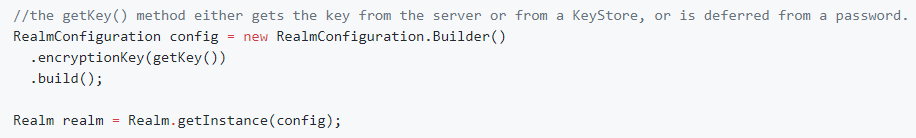 //the getKey() method either gets the key from the server or from a KeyStore, or is deferred from a password.
RealmConfiguration config = new RealmConfiguration.Builder()
  .encryptionKey(getKey())
  .build();

Realm realm = Realm.getInstance(config);